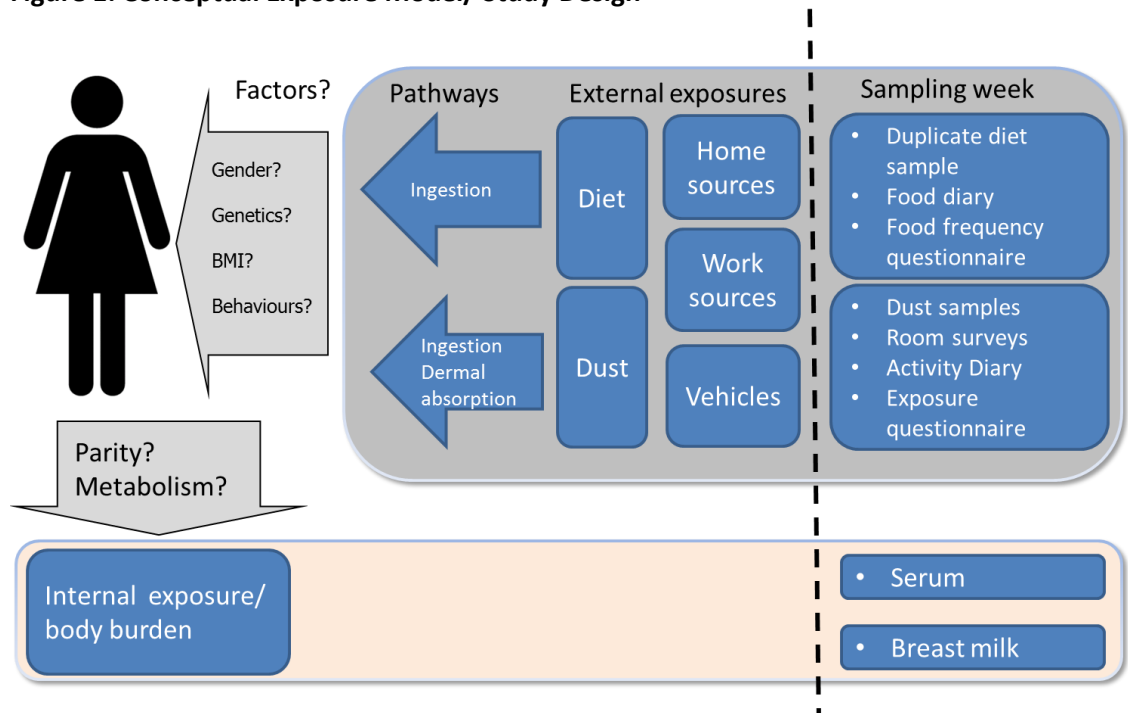 Factors?
Gender?
Genetics?
BMI?
Behaviours?
Pathways
Ingestion
Ingestion
Dermal
absorption
External exposures
Diet
Dust
Home
sources
Work
sources
Vehicles
Sampling week
• Duplicate diet
sample
• Food diary
• Food frequency
questionnaire
• Dust samples
• Room surveys
• Activity Diary
• Exposure
questionnaire
Parity?
Metabolism?
Internal exposure/
body burden
• Serum
• Breast milk